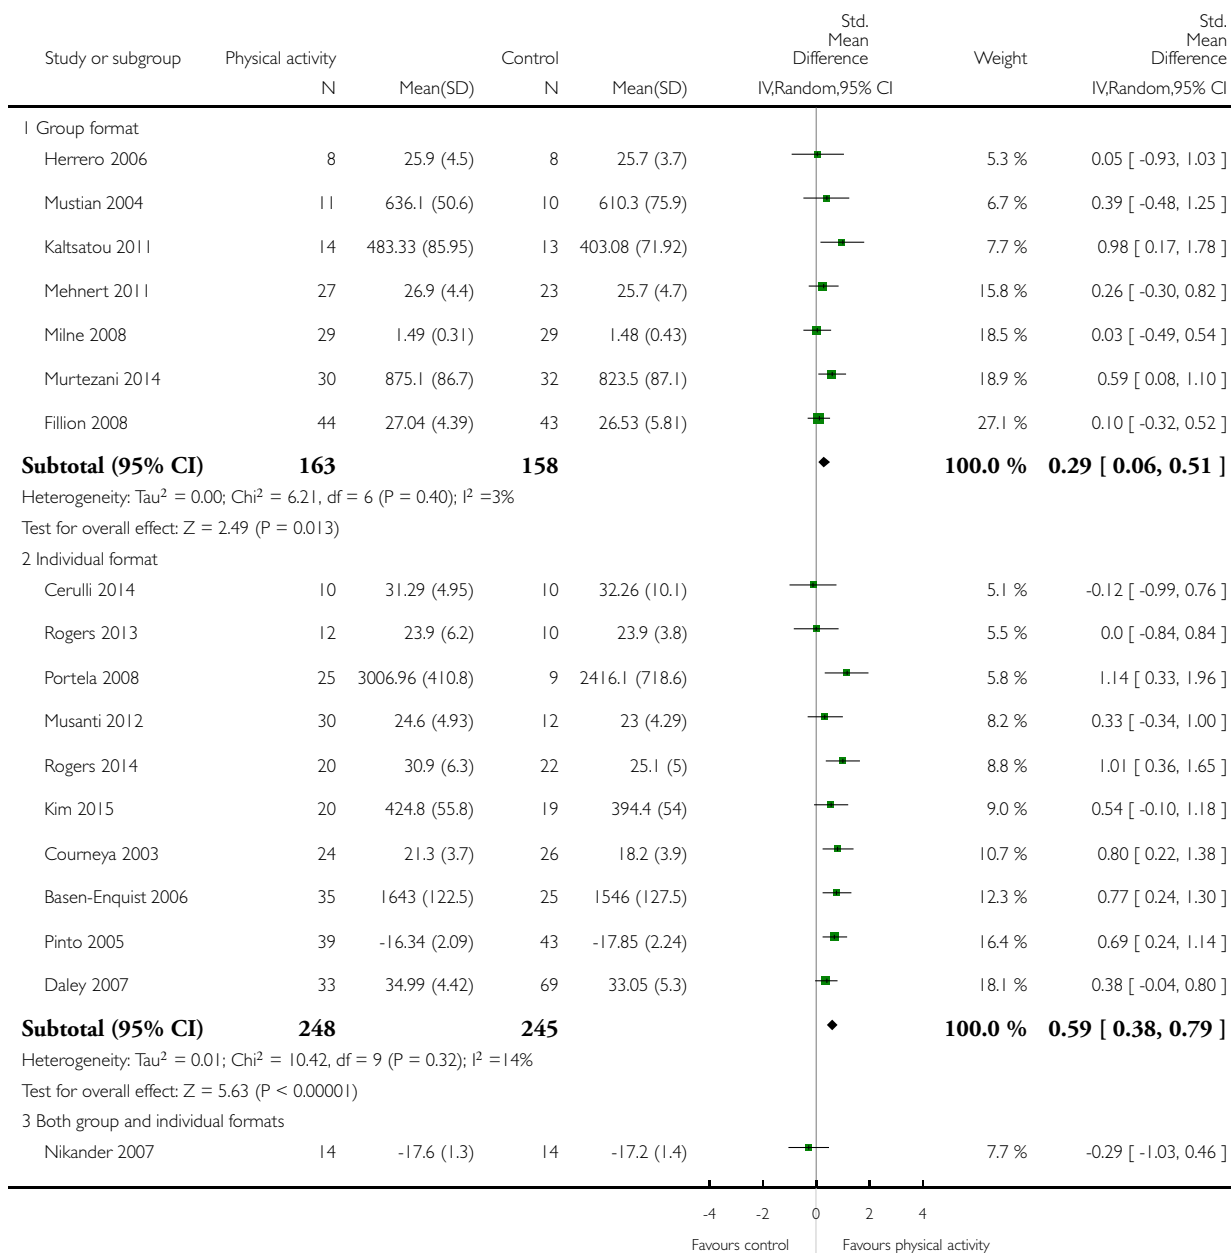 Std. Mean Difference Std. Mean Difference
Study or subgroup Physical activity Control Weight
N Mean(SD) N Mean(SD) IV,Random,95% CI IV,Random,95% CI
1 Group format
Herrero 2006 8 25.9 (4.5) 8 25.7 (3.7) 5.3 % 0.05 [ -0.93, 1.03 ]
Mustian 2004 11 636.1 (50.6) 10 610.3 (75.9) 6.7 % 0.39 [ -0.48, 1.25 ]
Kaltsatou 2011 14 483.33 (85.95) 13 403.08 (71.92) 7.7 % 0.98 [ 0.17, 1.78 ]
Mehnert 2011 27 26.9 (4.4) 23 25.7 (4.7) 15.8 % 0.26 [ -0.30, 0.82 ]
Milne 2008 29 1.49 (0.31) 29 1.48 (0.43) 18.5 % 0.03 [ -0.49, 0.54 ]
Murtezani 2014 30 875.1 (86.7) 32 823.5 (87.1) 18.9 % 0.59 [ 0.08, 1.10 ]
Fillion 2008 44 27.04 (4.39) 43 26.53 (5.81) 27.1 % 0.10 [ -0.32, 0.52 ]
Subtotal (95% CI) 163 158 100.0 % 0.29 [ 0.06, 0.51 ]
Heterogeneity: Tau² = 0.00; Chi² = 6.21, df = 6 (P = 0.40); I² =3%
Test for overall effect: Z = 2.49 (P = 0.013)
2 Individual format
Cerulli 2014 10 31.29 (4.95) 10 32.26 (10.1) 5.1 % -0.12 [ -0.99, 0.76 ]
Rogers 2013 12 23.9 (6.2) 10 23.9 (3.8) 5.5 % 0.0 [ -0.84, 0.84 ]
Portela 2008 25 3006.96 (410.8) 9 2416.1 (718.6) 5.8 % 1.14 [ 0.33, 1.96 ]
Musanti 2012 30 24.6 (4.93) 12 23 (4.29) 8.2 % 0.33 [ -0.34, 1.00 ]
Rogers 2014 20 30.9 (6.3) 22 25.1 (5) 8.8 % 1.01 [ 0.36, 1.65 ]
Kim 2015 20 424.8 (55.8) 19 394.4 (54) 9.0 % 0.54 [ -0.10, 1.18 ]
Courneya 2003 24 21.3 (3.7) 26 18.2 (3.9) 10.7 % 0.80 [ 0.22, 1.38 ]
Basen-Enquist 2006 35 1643 (122.5) 25 1546 (127.5) 12.3 % 0.77 [ 0.24, 1.30 ]
Pinto 2005 39 -16.34 (2.09) 43 -17.85 (2.24) 16.4 % 0.69 [ 0.24, 1.14 ]
Daley 2007 33 34.99 (4.42) 69 33.05 (5.3) 18.1 % 0.38 [ -0.04, 0.80 ]
Subtotal (95% CI) 248 245 100.0 % 0.59 [ 0.38, 0.79 ]
Heterogeneity: Tau² = 0.01; Chi² = 10.42, df = 9 (P = 0.32); I² =14%
Test for overall effect: Z = 5.63 (P < 0.00001)
3 Both group and individual formats
Nikander 2007 14 -17.6 (1.3) 14 -17.2 (1.4) 7.7 % -0.29 [ -1.03, 0.46 ]
-4 -2 0 2 4
Favours control Favours physical activity